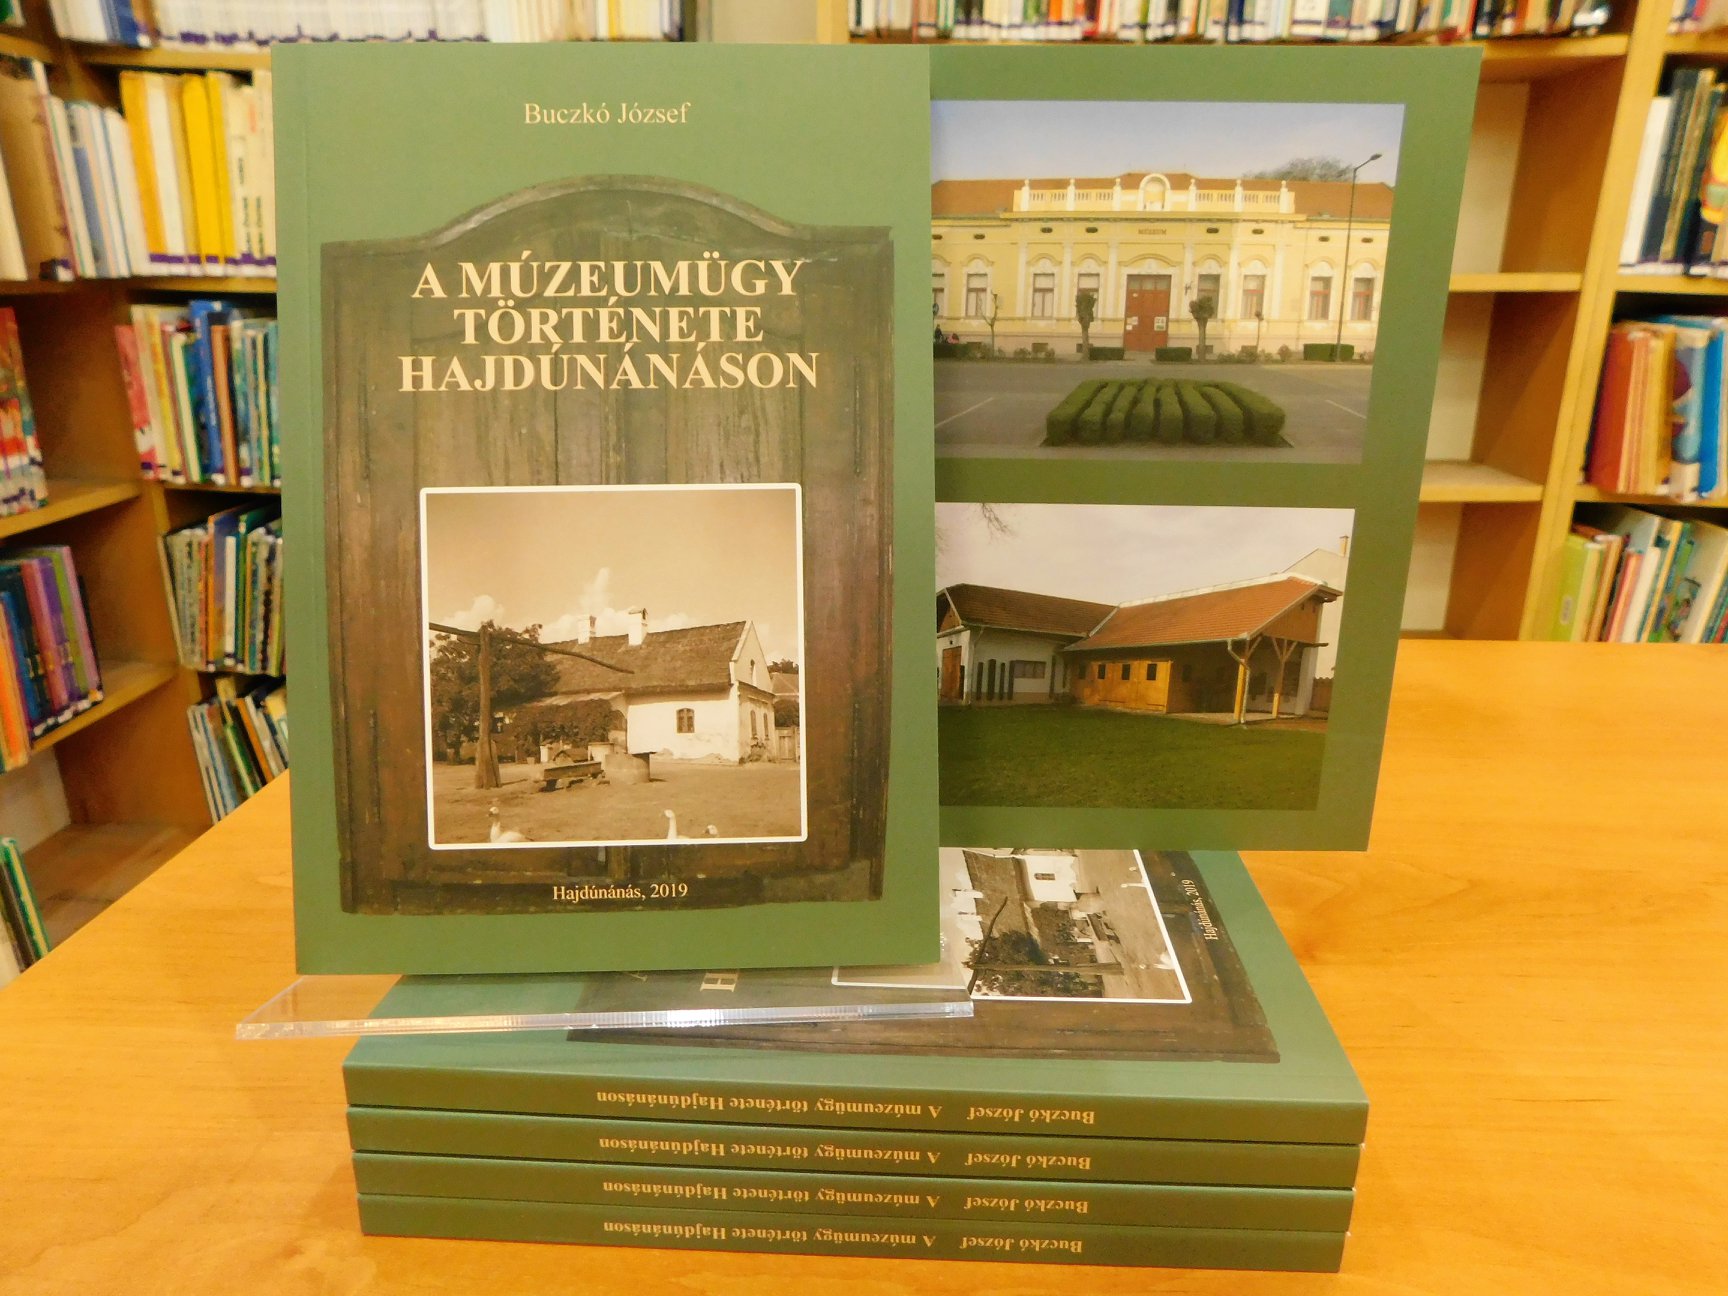 Buczkó József
A MÚZEUMÜGY
TÖRTÉNETE
HAJDÚNÁNÁSON
Hajdúnánás, 2019
MÚZEUM
Hajdúnánás, 2019
Buczkó József A múzeumügy története Hajdúnánáson
Buczkó József A múzeumügy története Hajdúnánáson
Buczkó József A múzeumügy története Hajdúnánáson
Buczkó József A múzeumügy története Hajdúnánáson